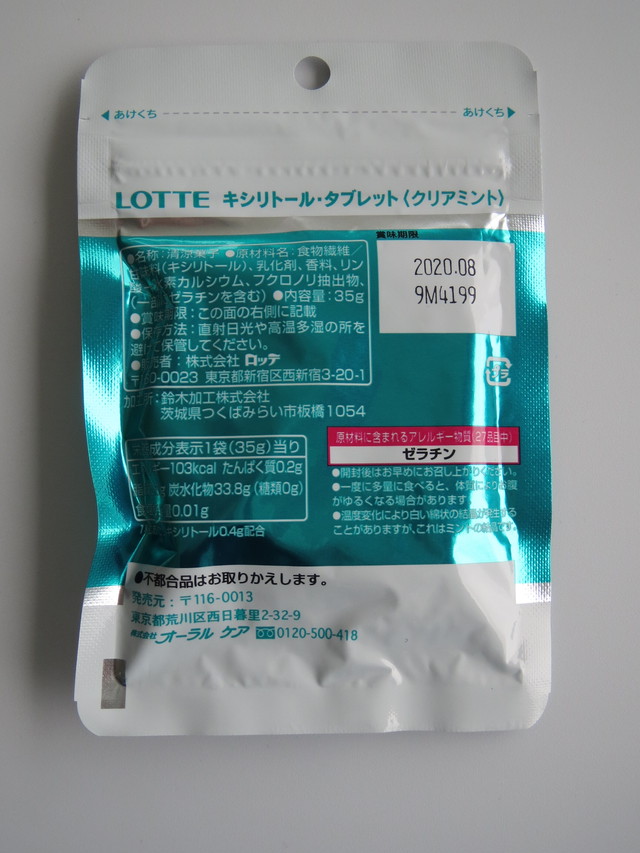 あけくち あけくち
LOTTE キシリトール・タブレット〈クリアミント〉
賞味期限
2020.08
9M4199
●名称：清涼菓子 ●原材料名：食物繊維
(キシリトール)、乳化剤、香料、リン
カルシウム、フクロノリ抽出物、
ゼラチンを含む) ●内容量：35g
●賞味期限：この面の右側に記載
●保存方法：直射日光や高温多湿の所を
避けて保管してください。
者：株式会社 ロッテ
〒160-0023 東京都新宿区西新宿3-20-1
加工所：鈴木加工株式会社
茨城県つくばみらい市板橋1054
プラ
栄養成分表示1袋(35g)当り
103kcal たんぱく質0.2g
炭水化物33.8g (糖類0g)
0.01g
キシリトール0.4g配合
原材料に含まれるアレルギー物質(27品目中)
ゼラチン
●開封後はお早めにお召し上がりください。
●一度に多量に食べると、体質によりお腹
がゆるくなる場合があります。
●温度変化により白い綿状の結晶が発生する
ことがありますが、これはミントの結晶です。
●不都合品はお取りかえします。
発売元：〒116-0013
東京都荒川区西日暮里2-32-9
株式会社 オーラル ケア 0120-500-418